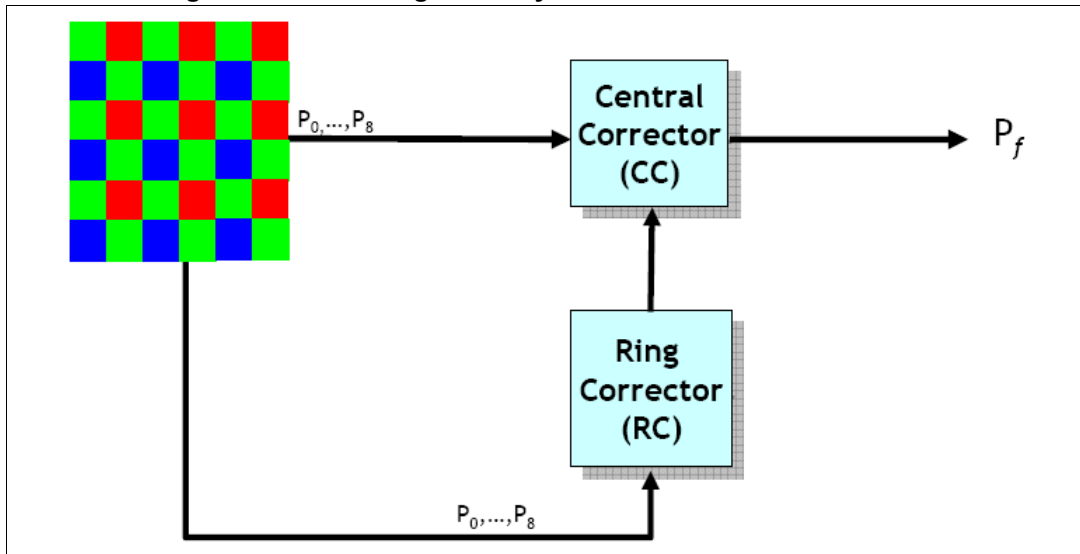 P0,...,P8
Central
Corrector
(CC)
Pf
Ring
Corrector
(RC)
P0,...,P8